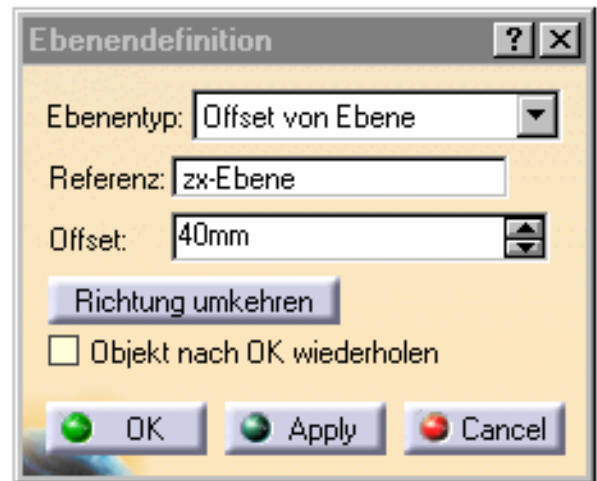 Ebenendefinition ? X
Ebenentyp: Offset von Ebene
Referenz: zx-Ebene
Offset: 40mm
Richtung umkehren
Objekt nach OK wiederholen
OK Apply Cancel